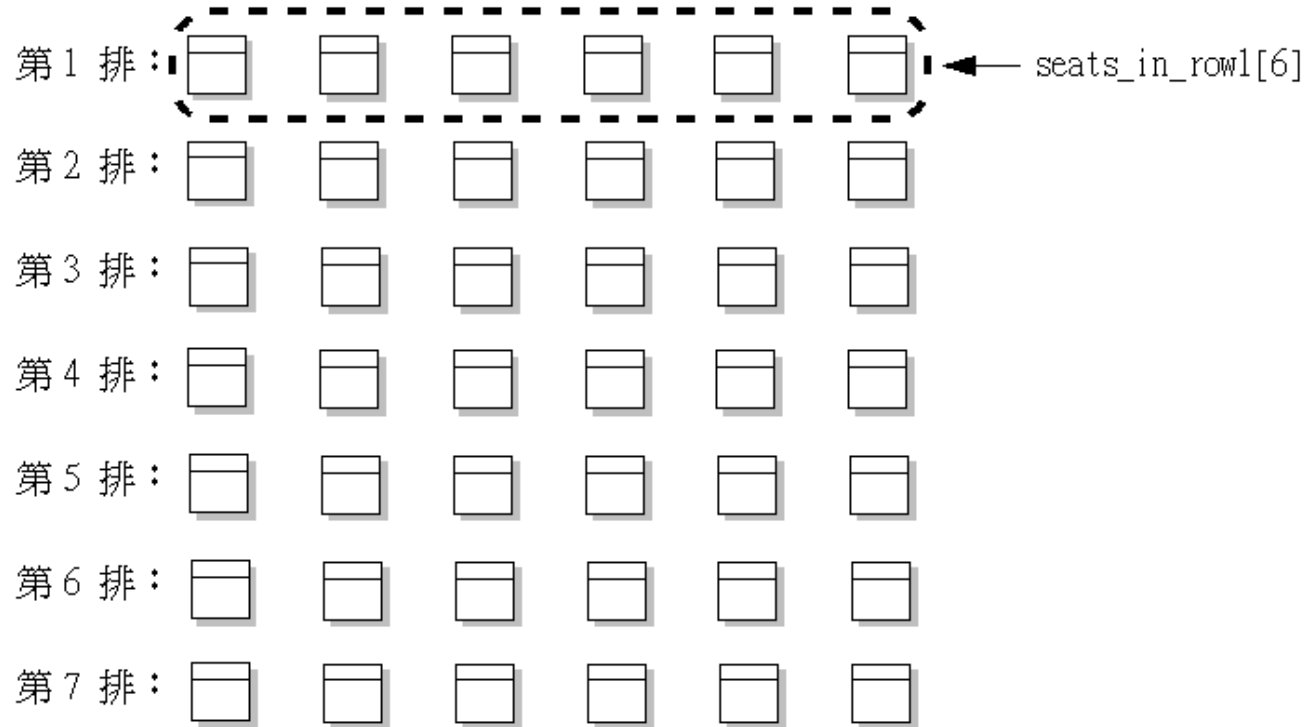 第 1 排： seats_in_row1[6]
第 2 排：
第 3 排：
第 4 排：
第 5 排：
第 6 排：
第 7 排：